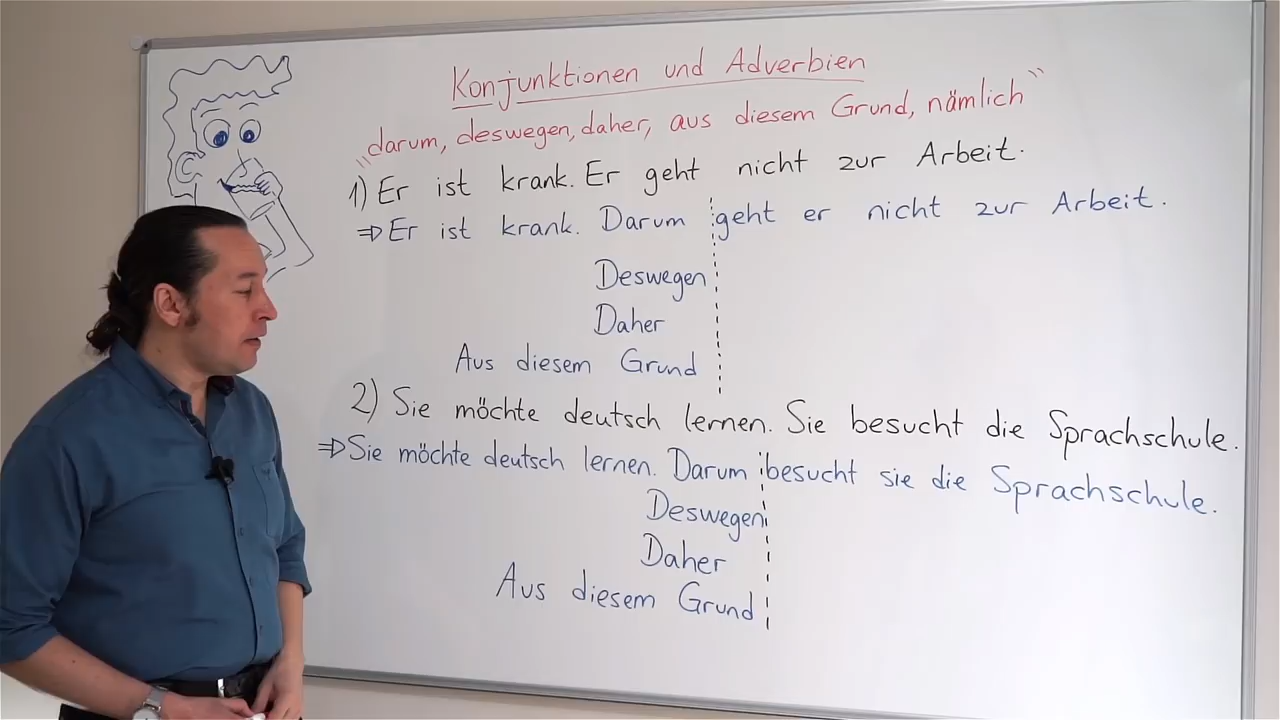 Konjunktionen und Adverbien
"darum, deswegen, daher, aus diesem Grund, nämlich"
1) Er ist krank. Er geht nicht zur Arbeit.
⇒ Er ist krank. Darum geht er nicht zur Arbeit.
Deswegen
Daher
Aus diesem Grund
2) Sie möchte deutsch lernen. Sie besucht die Sprachschule.
⇒ Sie möchte deutsch lernen. Darum besucht sie die Sprachschule.
Deswegen
Daher
Aus diesem Grund